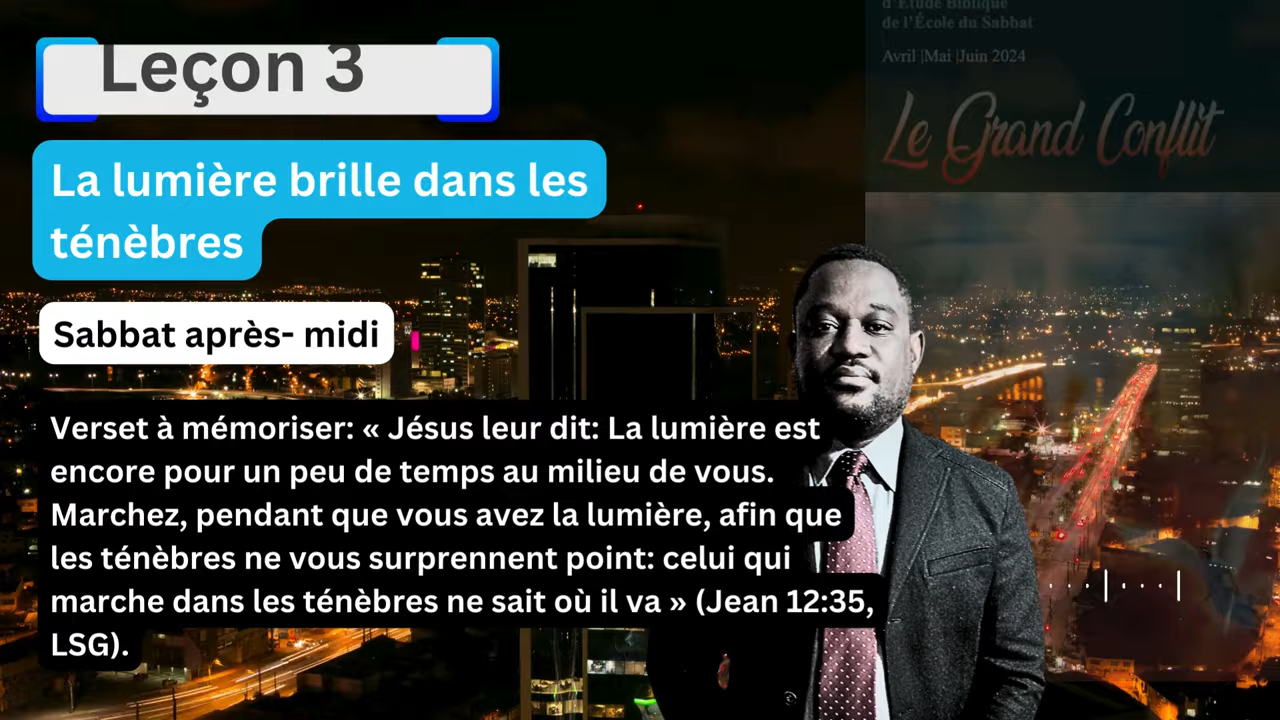 Leçon 3
La lumière brille dans les
ténèbres
Sabbat après- midi
Verset à mémoriser: « Jésus leur dit: La lumière est
encore pour un peu de temps au milieu de vous.
Marchez, pendant que vous avez la lumière, afin que
les ténèbres ne vous surprennent point: celui qui
marche dans les ténèbres ne sait où il va » (Jean 12:35,
LSG).
d'Étude Biblique
de l'École du Sabbat
Avril |Mai |Juin 2024
Le Grand Conflit